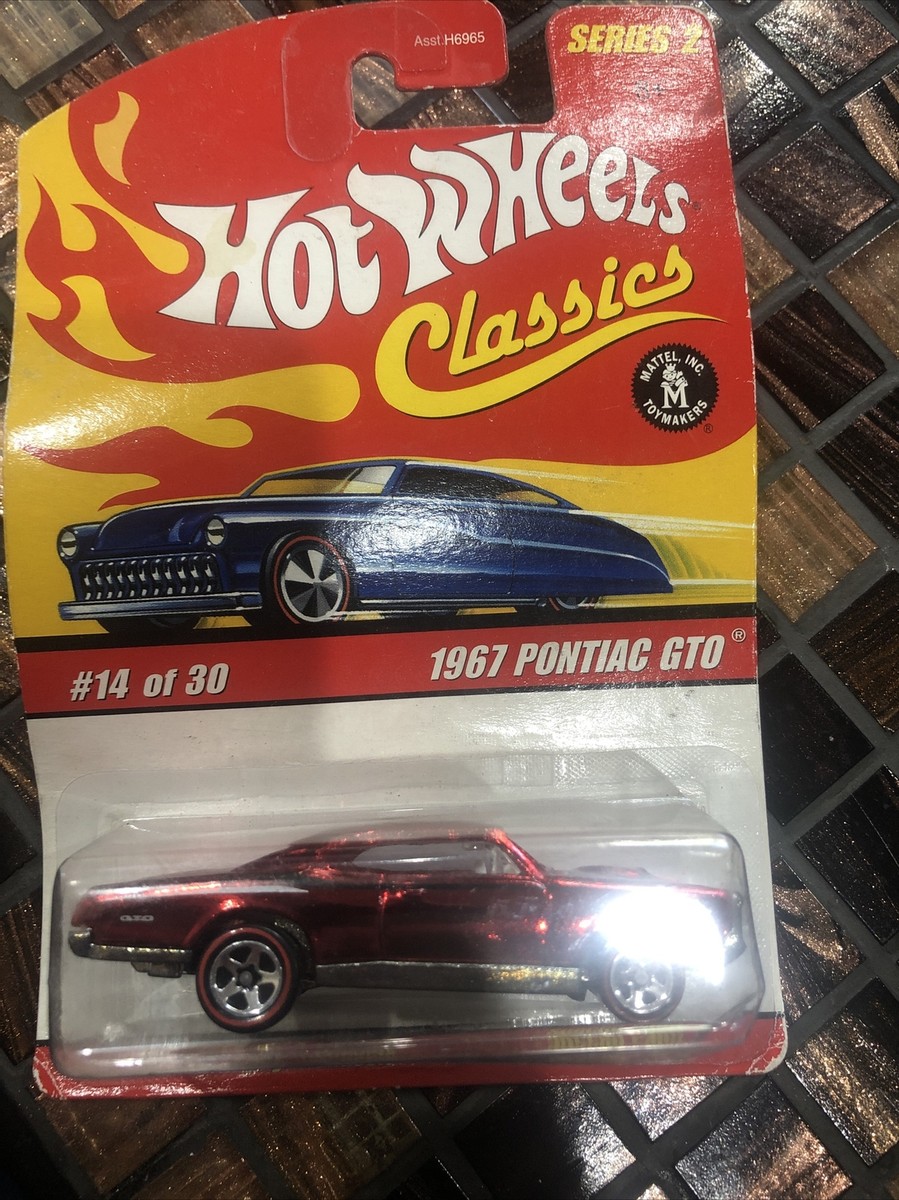 Asst.H6965
SERIES 2
HOT WHEELS
Classics
MATTEL, INC.
M
TOYMAKERS
®
#14 of 30
1967 PONTIAC GTO®
GTO